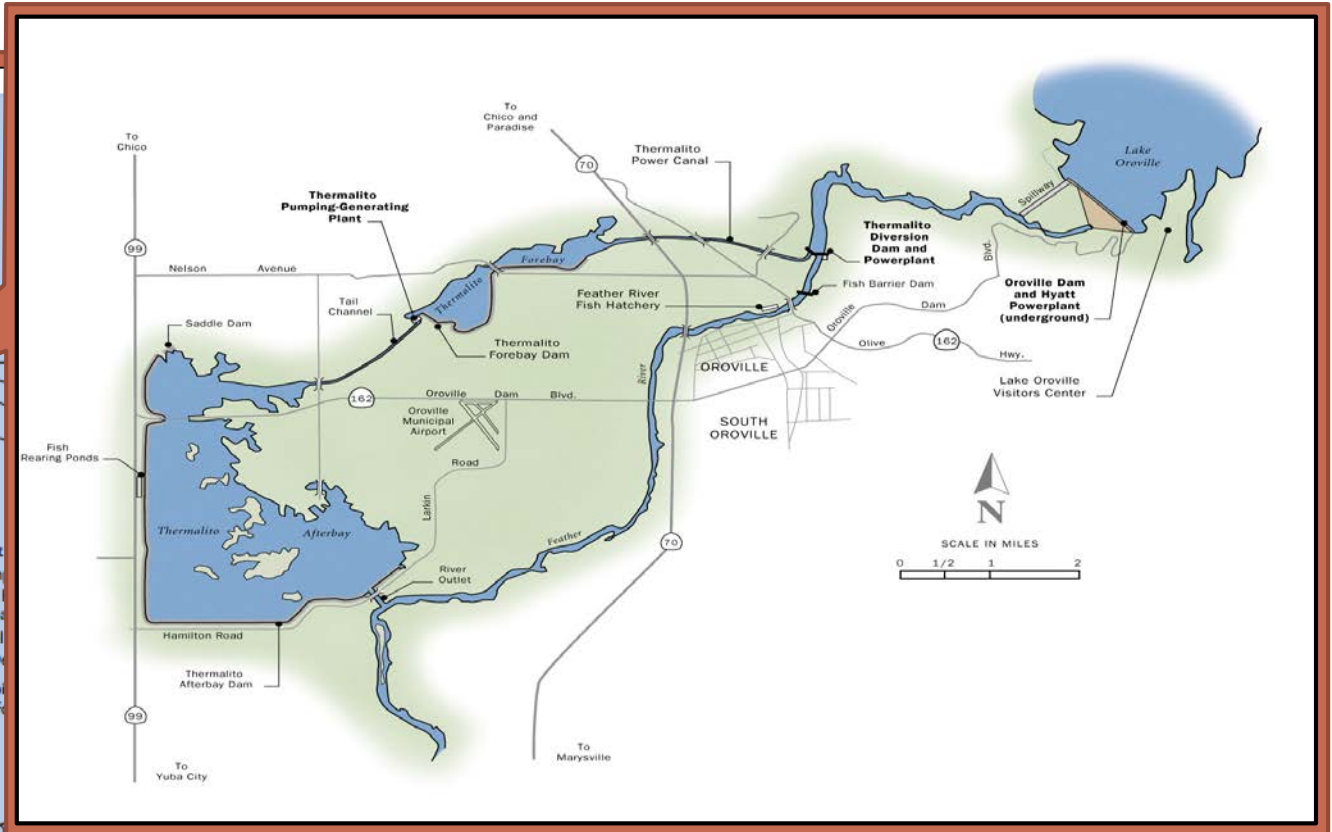 To
Chico
To
Chico and
Paradise
70
Thermalito
Power Canal
Lake
Oroville
Spillway
Thermalito
Pumping-Generating
Plant
99
Nelson Avenue
Thermalito Forebay
Thermalito
Diversion
Dam and
Powerplant
Fish Barrier Dam
Feather River
Fish Hatchery
Oroville Dam Blvd.
Oroville Dam
and Hyatt
Powerplant
(underground)
Tail
Channel
Saddle Dam
Thermalito
Forebay Dam
Olive 162 Hwy.
OROVILLE
Lake Oroville
Visitors Center
162
Oroville Dam Blvd.
Oroville
Municipal
Airport
SOUTH
OROVILLE
Fish
Rearing Ponds
Larkin Road
Feather River
N
Thermalito Afterbay
70
SCALE IN MILES
0 1/2 1 2
River
Outlet
Hamilton Road
Thermalito
Afterbay Dam
99
To
Marysville
To
Yuba City